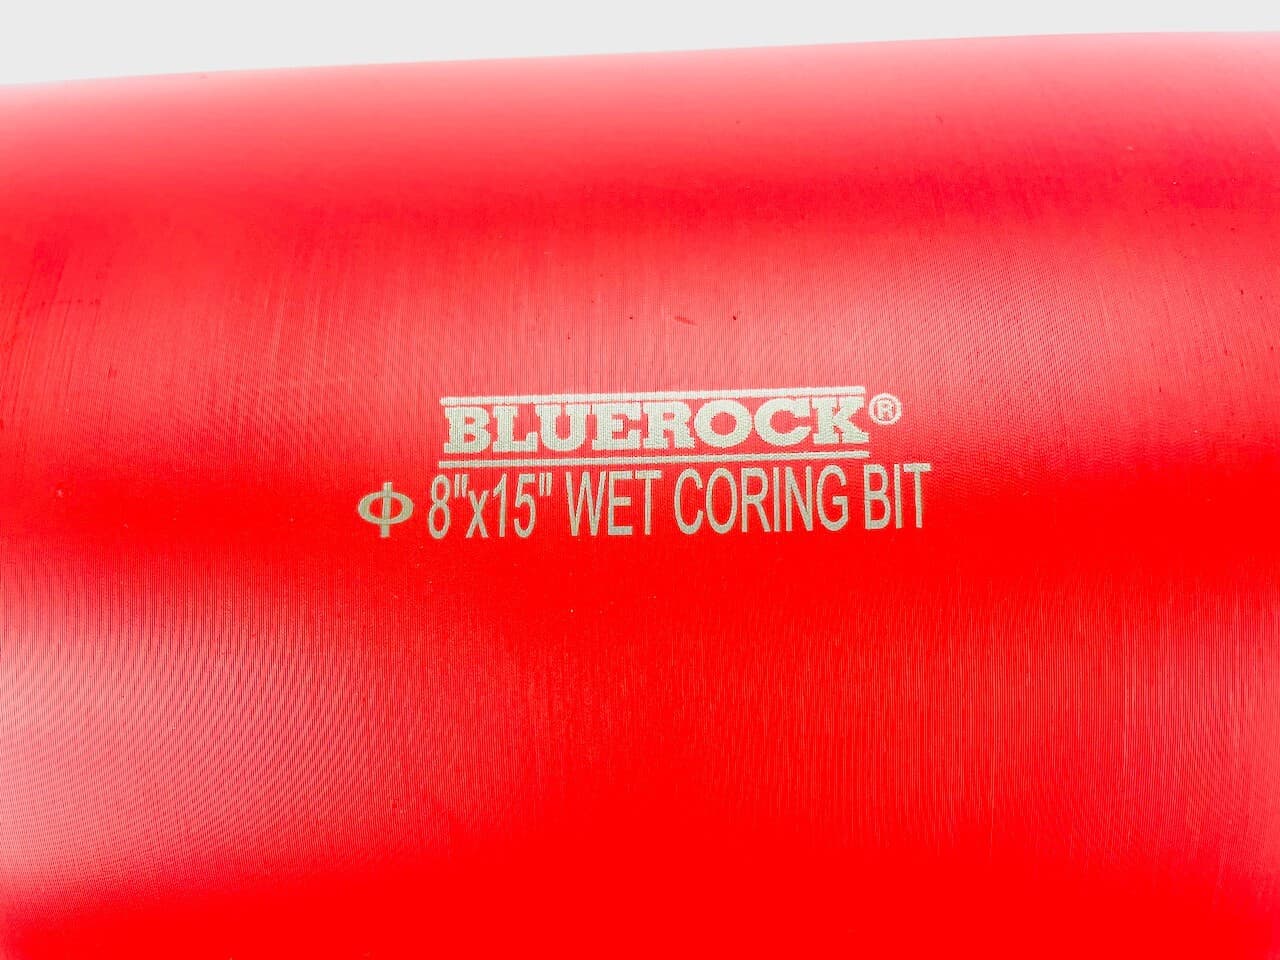 BLUEROCK®
Φ 8"x15" WET CORING BIT